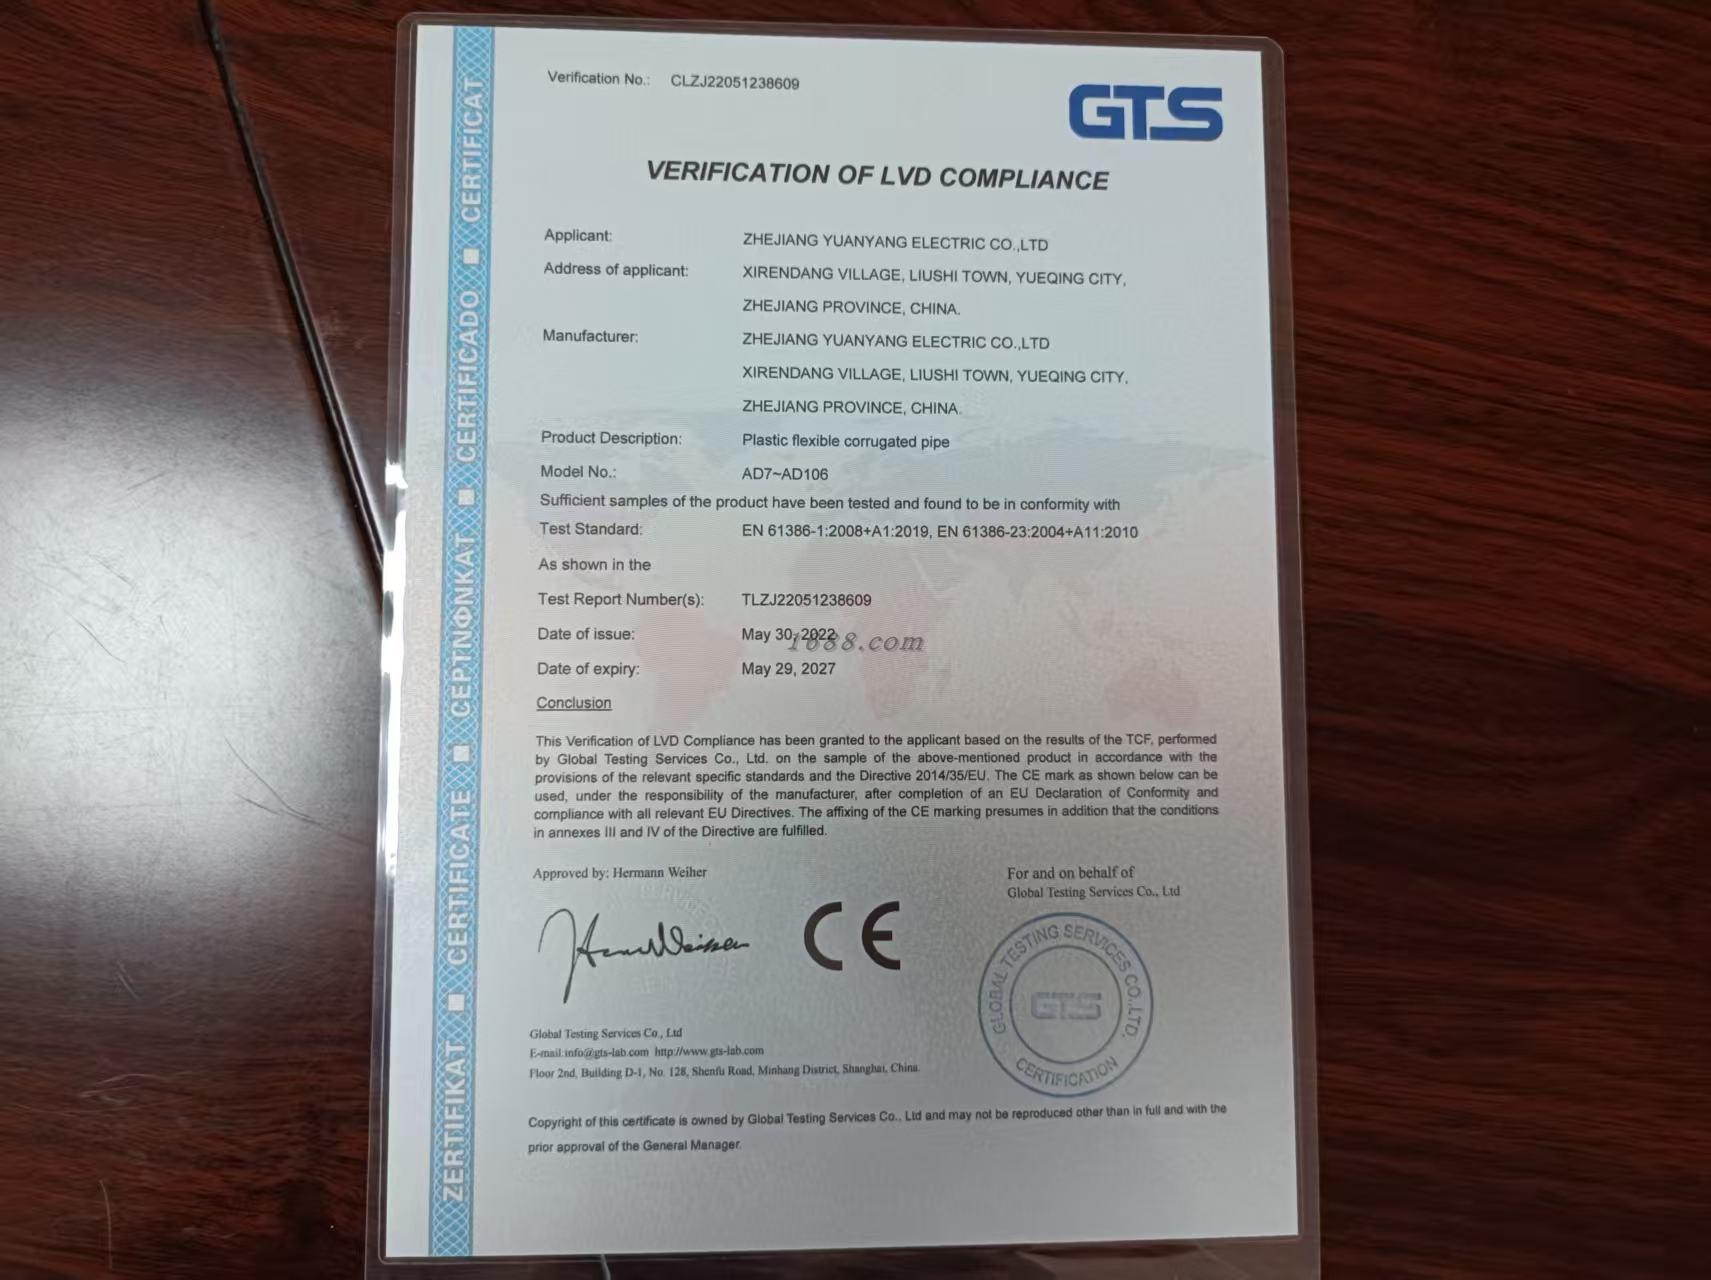 Verification No.: CLZJ22051238609
GTS
VERIFICATION OF LVD COMPLIANCE
Applicant: ZHEJIANG YUANYANG ELECTRIC CO.,LTD
Address of applicant: XIRENDANG VILLAGE, LIUSHI TOWN, YUEQING CITY,
ZHEJIANG PROVINCE, CHINA.
Manufacturer: ZHEJIANG YUANYANG ELECTRIC CO.,LTD
XIRENDANG VILLAGE, LIUSHI TOWN, YUEQING CITY,
ZHEJIANG PROVINCE, CHINA.
Product Description: Plastic flexible corrugated pipe
Model No.: AD7~AD106
Sufficient samples of the product have been tested and found to be in conformity with
Test Standard: EN 61386-1:2008+A1:2019, EN 61386-23:2004+A11:2010
As shown in the
Test Report Number(s): TLZJ22051238609
Date of issue: May 30, 2022
1688.com
Date of expiry: May 29, 2027
Conclusion
This Verification of LVD Compliance has been granted to the applicant based on the results of the TCF, performed
by Global Testing Services Co., Ltd. on the sample of the above-mentioned product in accordance with the
provisions of the relevant specific standards and the Directive 2014/35/EU. The CE mark as shown below can be
used, under the responsibility of the manufacturer, after completion of an EU Declaration of Conformity and
compliance with all relevant EU Directives. The affixing of the CE marking presumes in addition that the conditions
in annexes III and IV of the Directive are fulfilled.
Approved by: Hermann Weiher
For and on behalf of
Global Testing Services Co., Ltd
CE
GLOBAL TESTING SERVICES CO.,LTD.
GTS
CERTIFICATION
Global Testing Services Co., Ltd
E-mail:info@gts-lab.com http://www.gts-lab.com
Floor 2nd, Building D-1, No. 128, Shenfu Road, Minhang District, Shanghai, China.
Copyright of this certificate is owned by Global Testing Services Co., Ltd and may not be reproduced other than in full and with the
prior approval of the General Manager.
ZERTIFIKAT ■ CERTIFICATE ■ CEPTNФNKAT ■ CERTIFICADO ■ CERTIFICAT